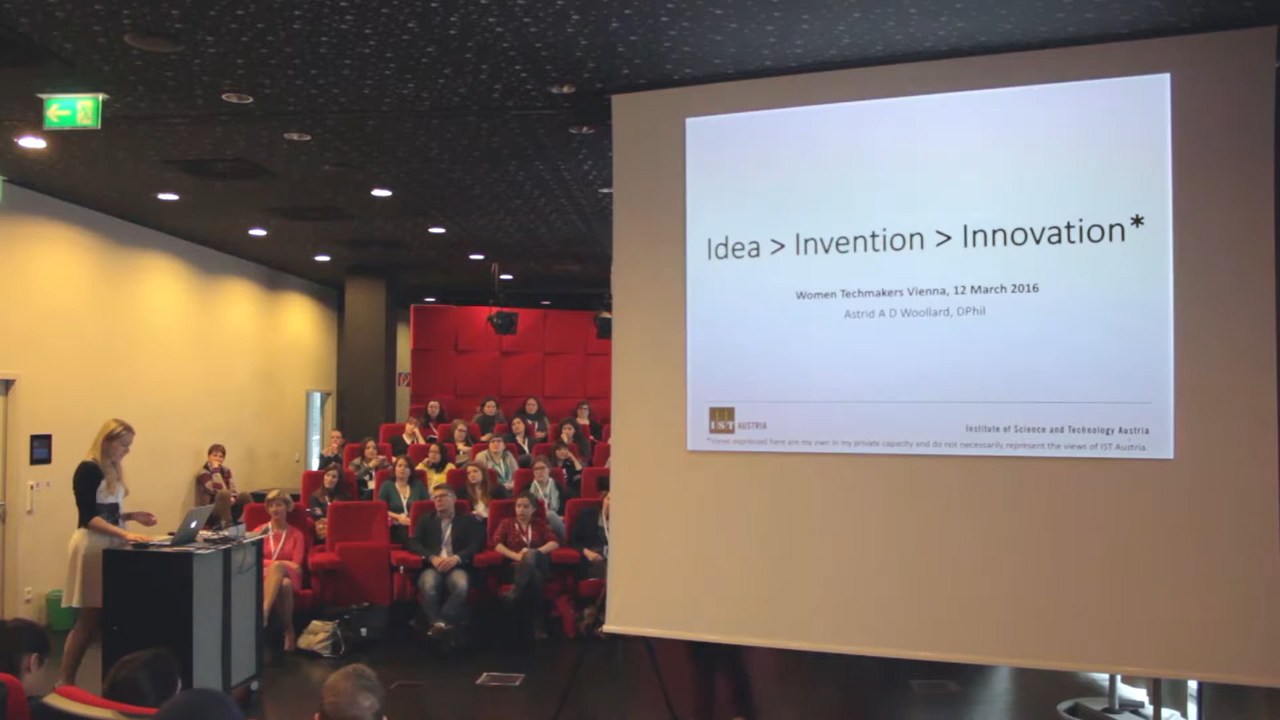 Idea > Invention > Innovation*
Women Techmakers Vienna, 12 March 2016
Astrid A D Woollard, DPhil
IST AUSTRIA
Institute of Science and Technology Austria
*Views expressed here are my own in my private capacity and do not necessarily represent the views of IST Austria.